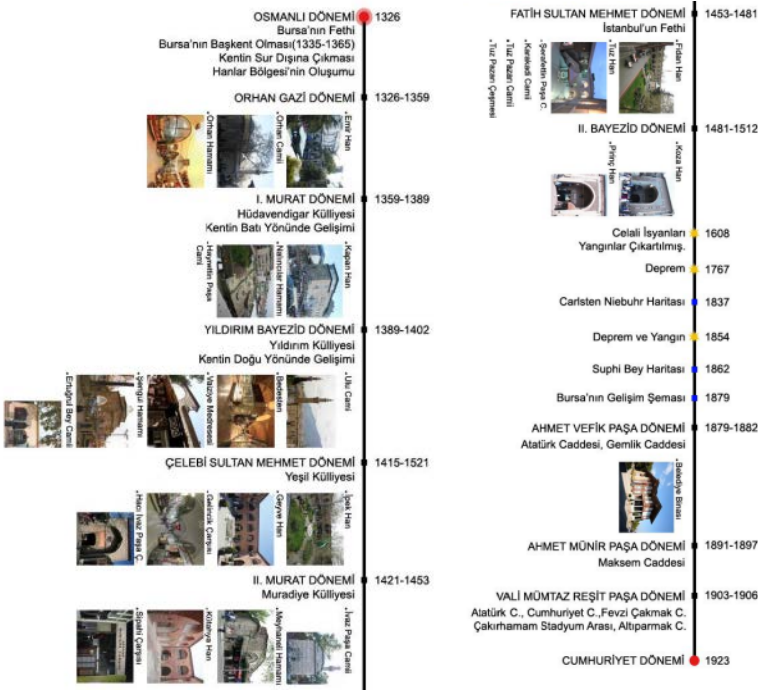 OSMANLI DÖNEMİ 1326
Bursa'nın Fethi
Bursa'nın Başkent Olması(1335-1365)
Kentin Sur Dışına Çıkması
Hanlar Bölgesi'nin Oluşumu
ORHAN GAZİ DÖNEMİ 1326-1359
Emir Han
Orhan Camii
Orhan Hamamı
I. MURAT DÖNEMİ 1359-1389
Hüdavendigar Külliyesi
Kentin Batı Yönünde Gelişimi
Kapan Han
Nalıncılar Hamamı
Hayrettin Paşa
Cami
YILDIRIM BAYEZİD DÖNEMİ 1389-1402
Yıldırım Külliyesi
Kentin Doğu Yönünde Gelişimi
Ulu Cami
Bedesten
Vaiziye Medresesi
Şengül Hamamı
Ertuğrul Bey Camii
ÇELEBİ SULTAN MEHMET DÖNEMİ 1415-1521
Yeşil Külliyesi
İpek Han
Geyve Han
Gelincik Çarşısı
Hacı İvaz Paşa C.
II. MURAT DÖNEMİ 1421-1453
Muradiye Külliyesi
İvaz Paşa Camii
Meyhaneli Hamamı
Kütahya Han
Sipahi Çarşısı
FATİH SULTAN MEHMET DÖNEMİ 1453-1481
İstanbul'un Fethi
Fidan Han
Tuz Han
Şerafettin Paşa C.
Karakadi Camii
Tuz Pazarı Camii
Tuz Pazarı Çeşmesi
II. BAYEZİD DÖNEMİ 1481-1512
Koza Han
Pirinç Han
Celali İsyanları 1608
Yangınlar Çıkartılmış.
Deprem 1767
Carlsten Niebuhr Haritası 1837
Deprem ve Yangın 1854
Suphi Bey Haritası 1862
Bursa'nın Gelişim Şeması 1879
AHMET VEFİK PAŞA DÖNEMİ 1879-1882
Atatürk Caddesi, Gemlik Caddesi
Belediye Binası
AHMET MÜNİR PAŞA DÖNEMİ 1891-1897
Maksem Caddesi
VALİ MÜMTAZ REŞİT PAŞA DÖNEMİ 1903-1906
Atatürk C., Cumhuriyet C.,Fevzi Çakmak C.
Çakırhamam Stadyum Arası, Altıparmak C.
CUMHURİYET DÖNEMİ 1923